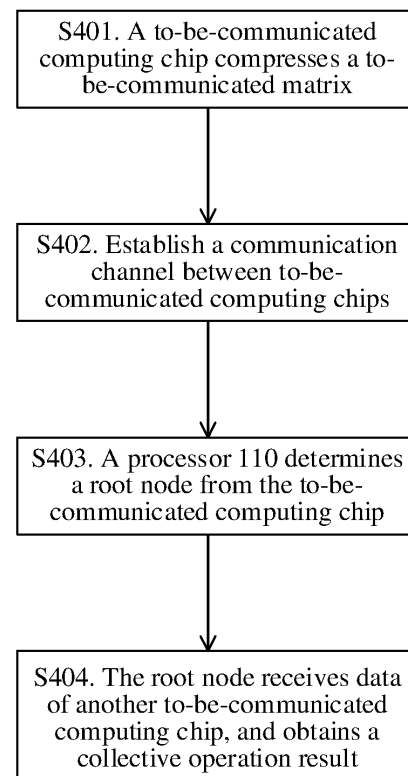 S401. A to-be-communicated
computing chip compresses a to-
be-communicated matrix
S402. Establish a communication
channel between to-be-
communicated computing chips
S403. A processor 110 determines
a root node from the to-be-
communicated computing chip
S404. The root node receives data
of another to-be-communicated
computing chip, and obtains a
collective operation result